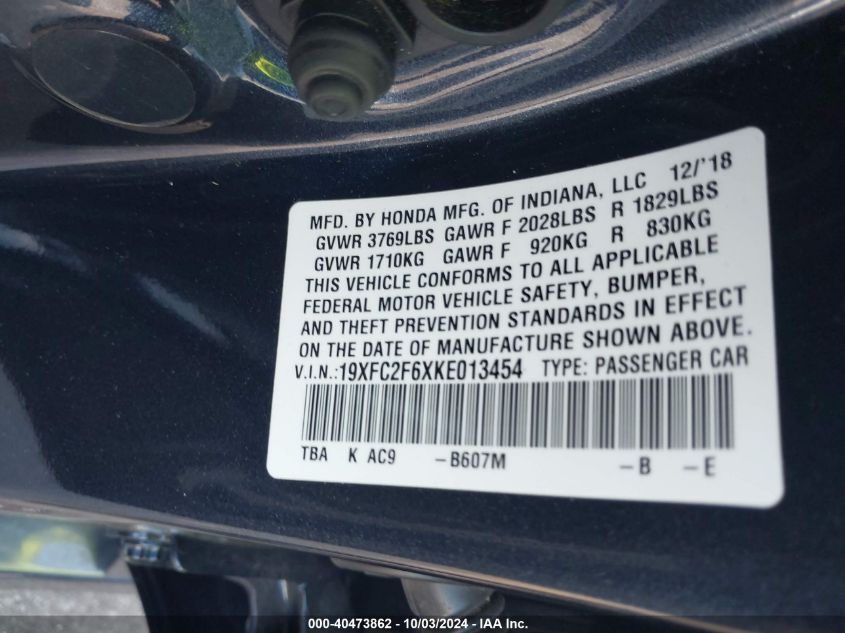 MFD. BY HONDA MFG. OF INDIANA, LLC 12/'18
GVWR 3769LBS GAWR F 2028LBS R 1829LBS
GVWR 1710KG GAWR F 920KG R 830KG
THIS VEHICLE CONFORMS TO ALL APPLICABLE
FEDERAL MOTOR VEHICLE SAFETY, BUMPER,
AND THEFT PREVENTION STANDARDS IN EFFECT
ON THE DATE OF MANUFACTURE SHOWN ABOVE.
V.I.N.:19XFC2F6XKE013454 TYPE: PASSENGER CAR
TBA K AC9 -B607M -B -E
000-40473862 - 10/03/2024 - IAA Inc.